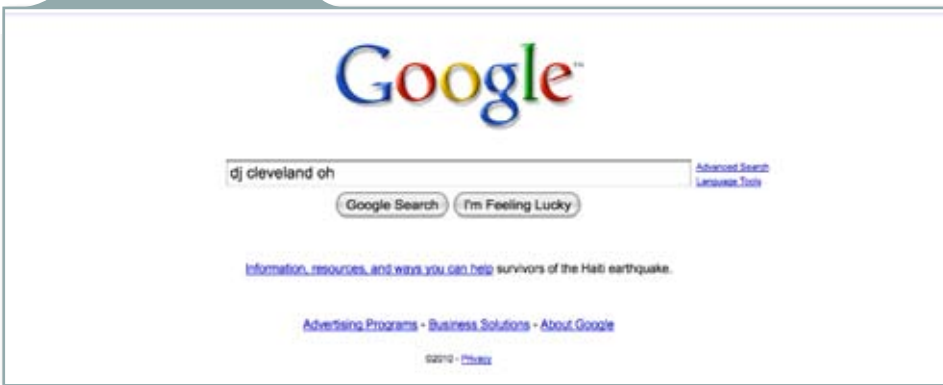 Google™
dj cleveland oh
Advanced Search
Language Tools
Google Search I'm Feeling Lucky
Information, resources, and ways you can help survivors of the Haiti earthquake.
Advertising Programs - Business Solutions - About Google
©2010 - Privacy